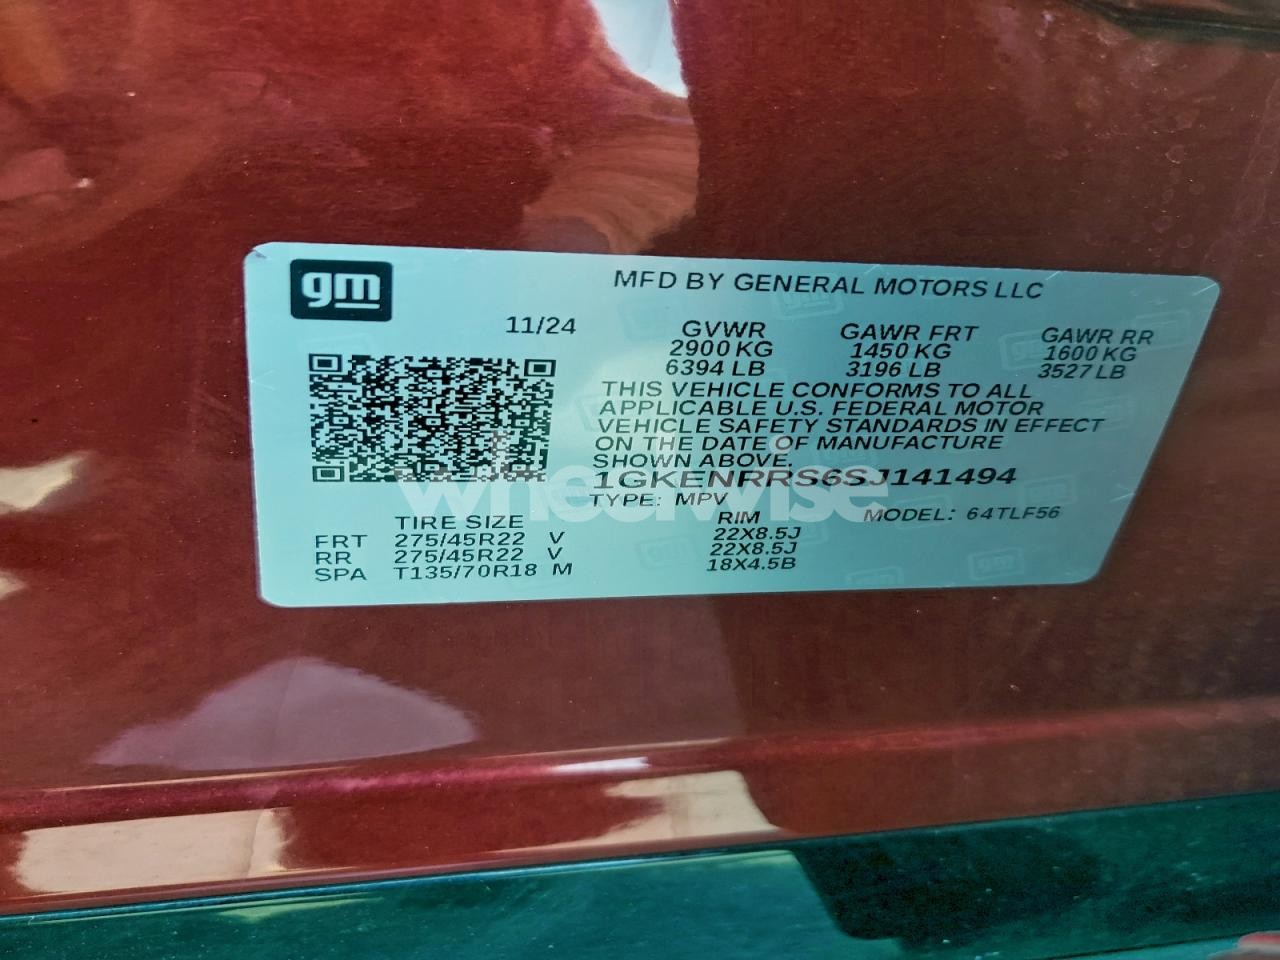 gm
MFD BY GENERAL MOTORS LLC
11/24 GVWR GAWR FRT GAWR RR
2900 KG 1450 KG 1600 KG
6394 LB 3196 LB 3527 LB
THIS VEHICLE CONFORMS TO ALL
APPLICABLE U.S. FEDERAL MOTOR
VEHICLE SAFETY STANDARDS IN EFFECT
ON THE DATE OF MANUFACTURE
SHOWN ABOVE.
1GKENRRS6SJ141494
wheelwise
TYPE: MPV MODEL: 64TLF56
TIRE SIZE RIM
FRT 275/45R22 V 22X8.5J
RR 275/45R22 V 22X8.5J
SPA T135/70R18 M 18X4.5B